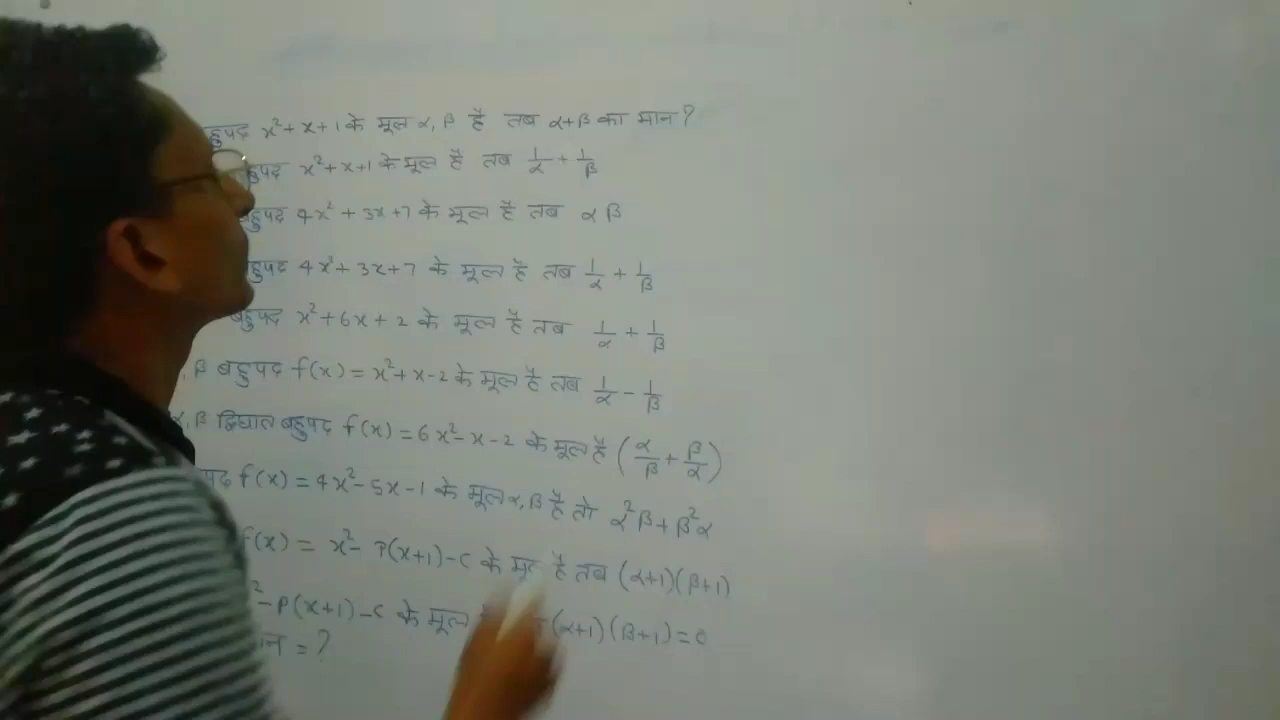 बहुपद x² + x + 1 के मूल α, β है तब α+β का मान ?
बहुपद x² + x + 1 के मूल है तब 1/α + 1/β
बहुपद 4x² + 3x + 7 के मूल है तब α β
बहुपद 4x² + 3x + 7 के मूल है तब 1/α + 1/β
बहुपद x² + 6x + 2 के मूल है तब 1/α + 1/β
, β बहुपद f(x) = x² + x - 2 के मूल है तब 1/α - 1/β
α, β द्विघात बहुपद f(x) = 6x² - x - 2 के मूल है (α/β + β/α)
पद f(x) = 4x² - 5x - 1 के मूल α, β है तो α²β + β²α
f(x) = x² - P(x+1) - c के मूल है तब (α+1)(β+1)
² - P(x+1) - c के मूल (α+1)(β+1) = 0
= ?